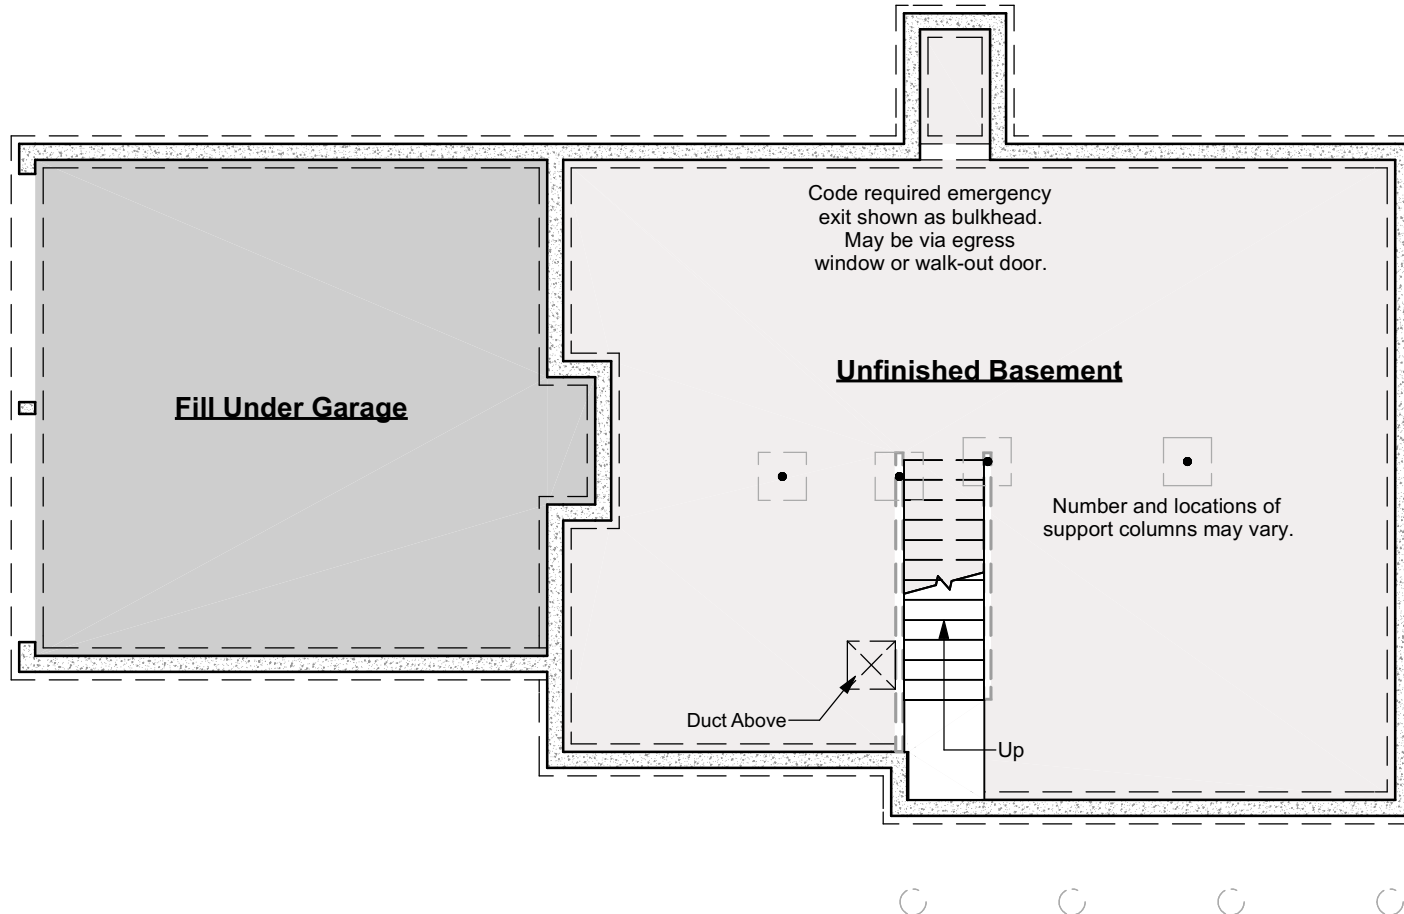 Code required emergency
exit shown as bulkhead.
May be via egress
window or walk-out door.
Unfinished Basement
Fill Under Garage
Number and locations of
support columns may vary.
Duct Above
Up